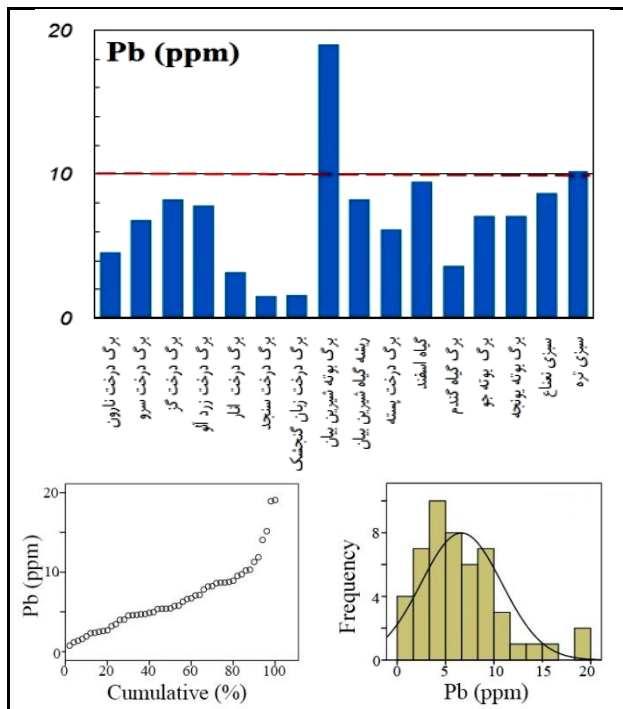 Pb (ppm)
20
10
0
برگ درخت نارون
برگ درخت سرو
برگ درخت گز
برگ درخت زرد آلو
برگ درخت انار
برگ درخت سنجد
برگ درخت زبان گنجشک
برگ بوته شیرین بیان
ریشه گیاه شیرین بیان
برگ درخت پسته
گیاه اسفند
برگ گیاه گندم
برگ بوته جو
برگ بوته یونجه
سبزی نعناع
سبزی تره
Pb (ppm)
20
10
0
0 20 40 60 80 100
Cumulative (%)
Frequency
8
4
0
0 5 10 15 20
Pb (ppm)